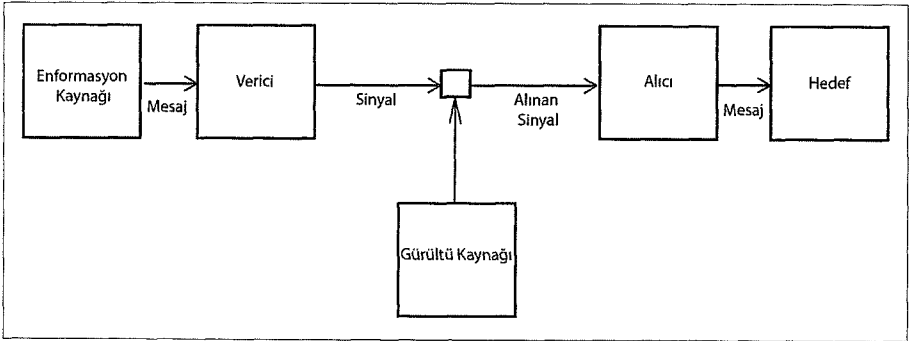 Enformasyon
Kaynağı
Mesaj
Verici
Sinyal
Alınan
Sinyal
Alıcı
Mesaj
Hedef
Gürültü Kaynağı